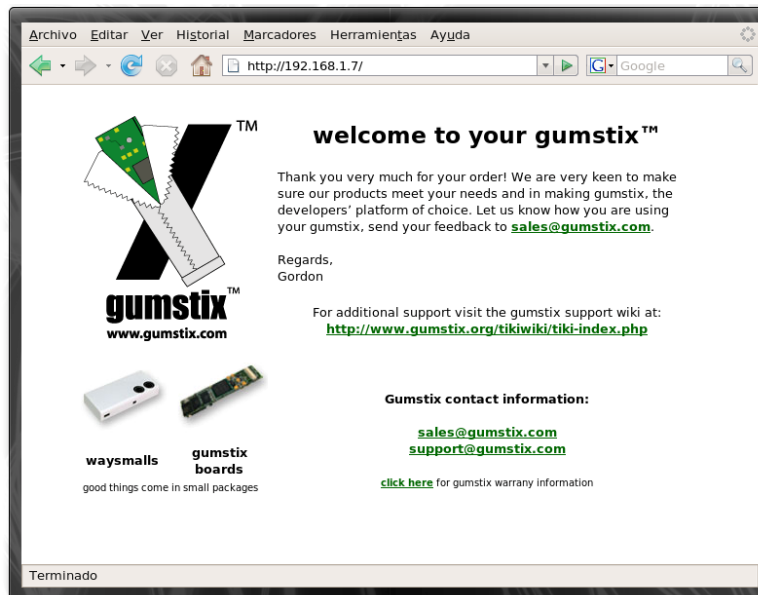 Archivo Editar Ver Historial Marcadores Herramientas Ayuda
http://192.168.1.7/
G
Google
TM
gumstix™
www.gumstix.com
welcome to your gumstix™
Thank you very much for your order! We are very keen to make
sure our products meet your needs and in making gumstix, the
developers’ platform of choice. Let us know how you are using
your gumstix, send your feedback to sales@gumstix.com.
Regards,
Gordon
For additional support visit the gumstix support wiki at:
http://www.gumstix.org/tikiwiki/tiki-index.php
waysmalls
gumstix
boards
good things come in small packages
Gumstix contact information:
sales@gumstix.com
support@gumstix.com
click here for gumstix warrany information
Terminado